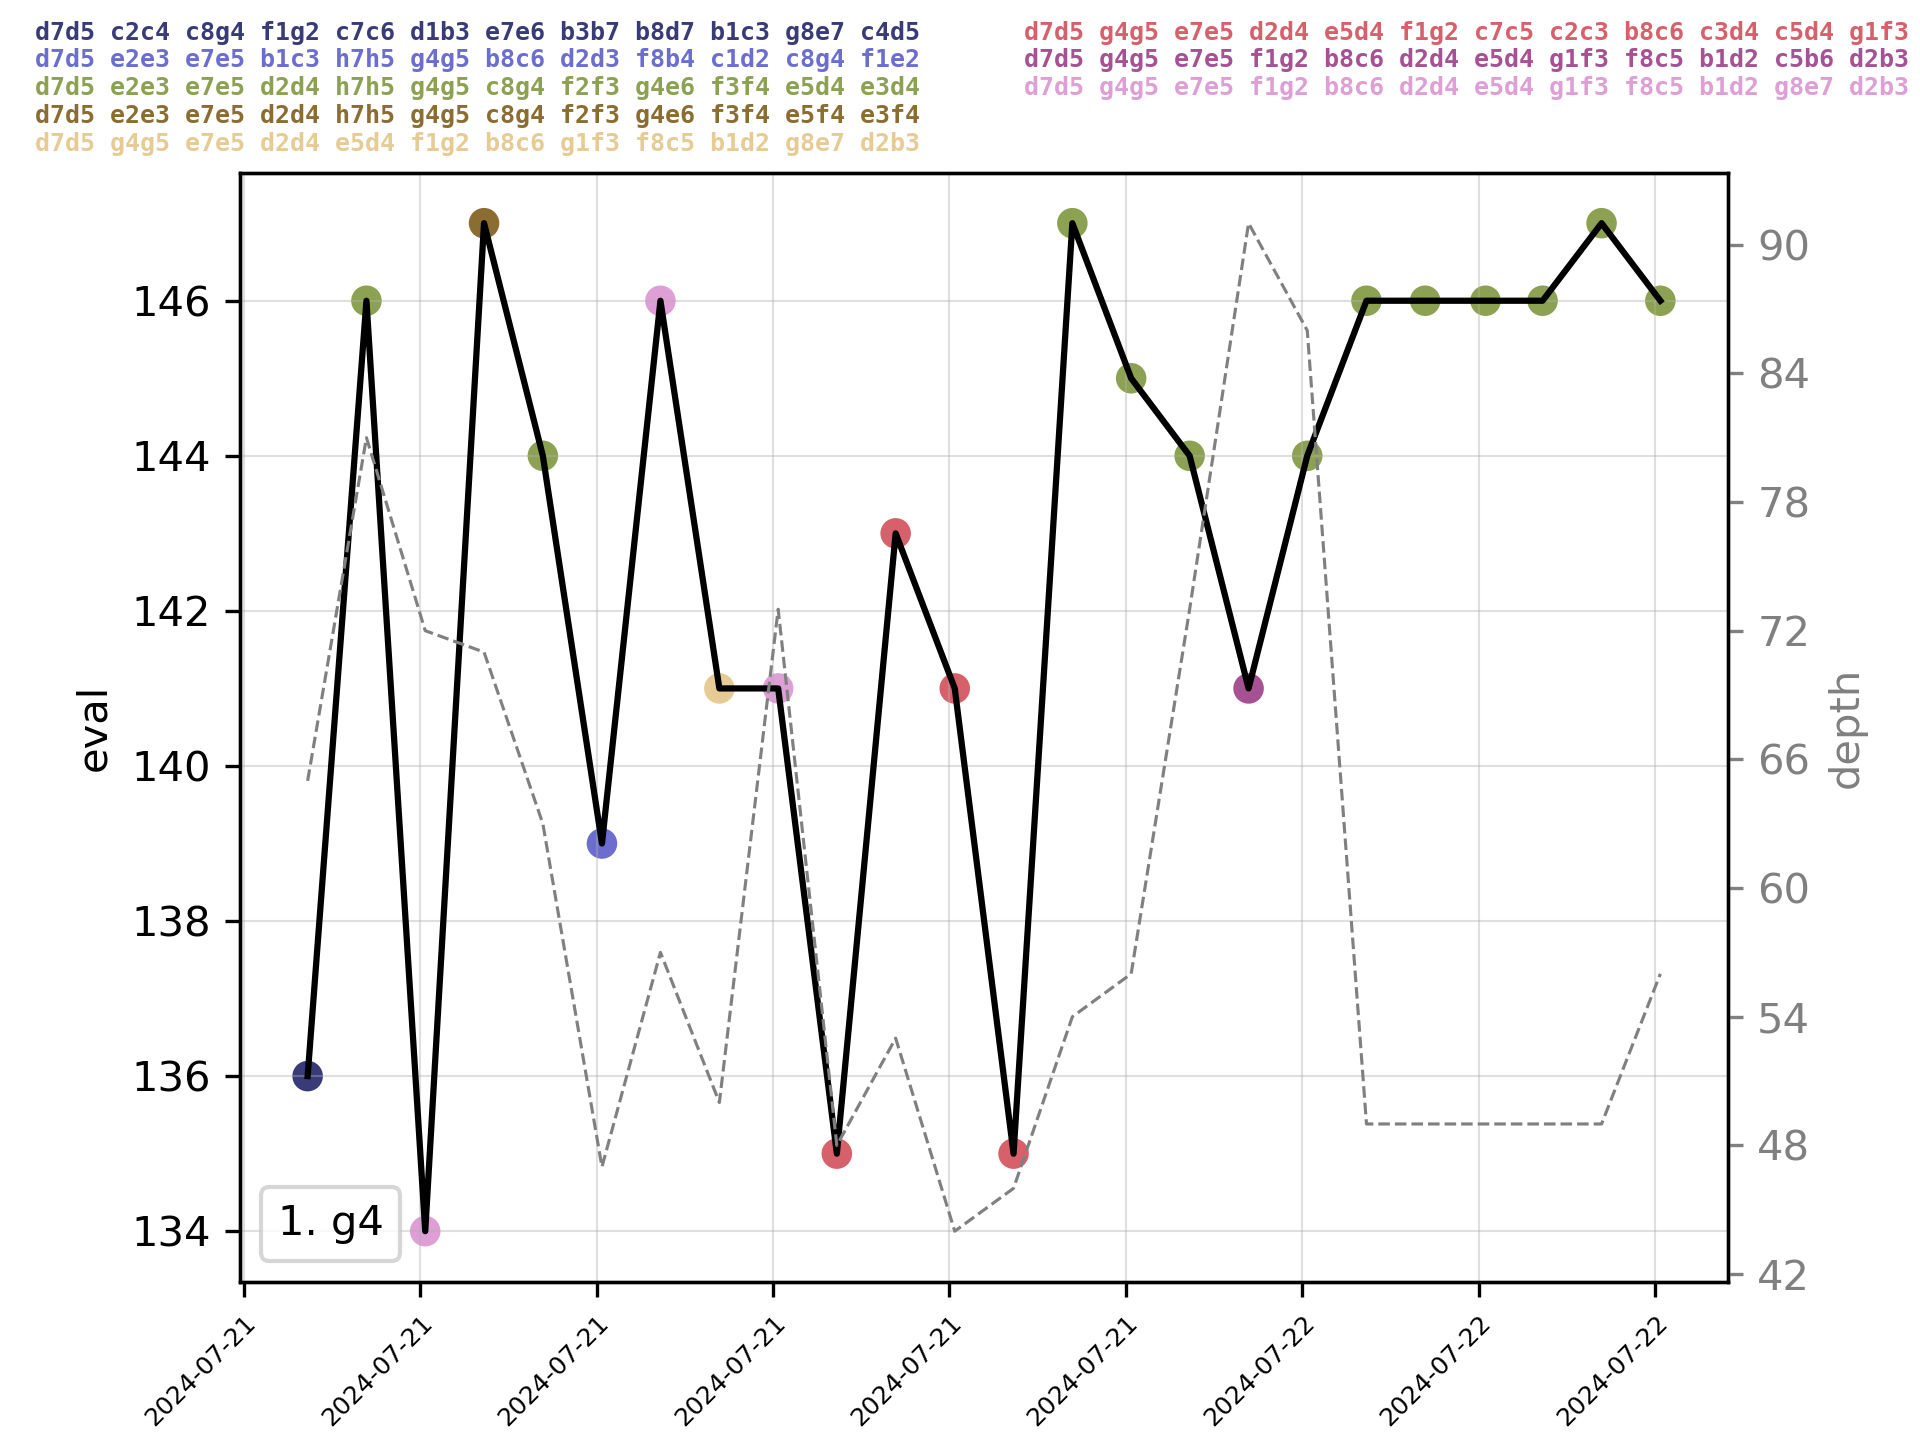 d7d5 c2c4 c8g4 f1g2 c7c6 d1b3 e7e6 b3b7 b8d7 b1c3 g8e7 c4d5
d7d5 e2e3 e7e5 b1c3 h7h5 g4g5 b8c6 d2d3 f8b4 c1d2 c8g4 f1e2
d7d5 e2e3 e7e5 d2d4 h7h5 g4g5 c8g4 f2f3 g4e6 f3f4 e5d4 e3d4
d7d5 e2e3 e7e5 d2d4 h7h5 g4g5 c8g4 f2f3 g4e6 f3f4 e5f4 e3f4
d7d5 g4g5 e7e5 d2d4 e5d4 f1g2 b8c6 g1f3 f8c5 b1d2 g8e7 d2b3
d7d5 g4g5 e7e5 d2d4 e5d4 f1g2 c7c5 c2c3 b8c6 c3d4 c5d4 g1f3
d7d5 g4g5 e7e5 f1g2 b8c6 d2d4 e5d4 g1f3 f8c5 b1d2 c5b6 d2b3
d7d5 g4g5 e7e5 f1g2 b8c6 d2d4 e5d4 g1f3 f8c5 b1d2 g8e7 d2b3
eval
146
144
142
140
138
136
134
1. g4
90
84
78
72
66
60
54
48
42
depth
2024-07-21
2024-07-21
2024-07-21
2024-07-21
2024-07-21
2024-07-21
2024-07-22
2024-07-22
2024-07-22